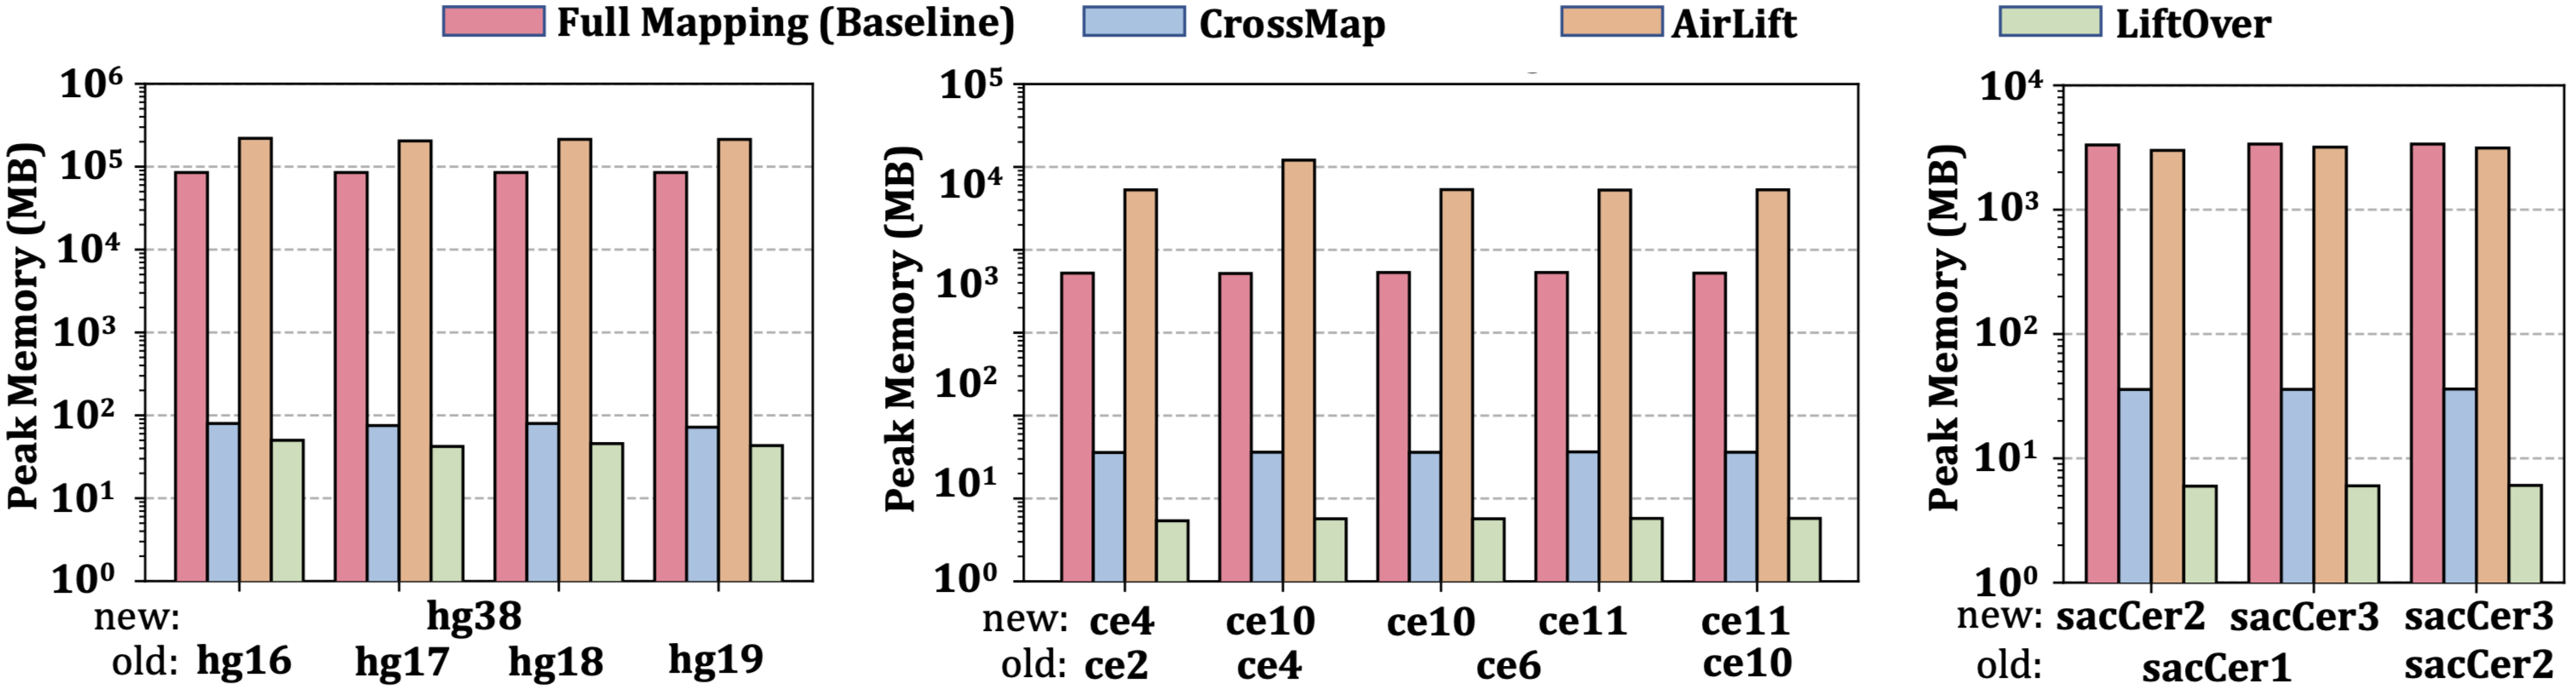 Full Mapping (Baseline) CrossMap AirLift LiftOver
Peak Memory (MB)
10⁶
10⁵
10⁴
10³
10²
10¹
10⁰
new: hg38
old: hg16 hg17 hg18 hg19
Peak Memory (MB)
10⁵
10⁴
10³
10²
10¹
10⁰
new: ce4 ce10 ce10 ce11 ce11
old: ce2 ce4 ce6 ce10
Peak Memory (MB)
10⁴
10³
10²
10¹
10⁰
new: sacCer2 sacCer3 sacCer3
old: sacCer1 sacCer2